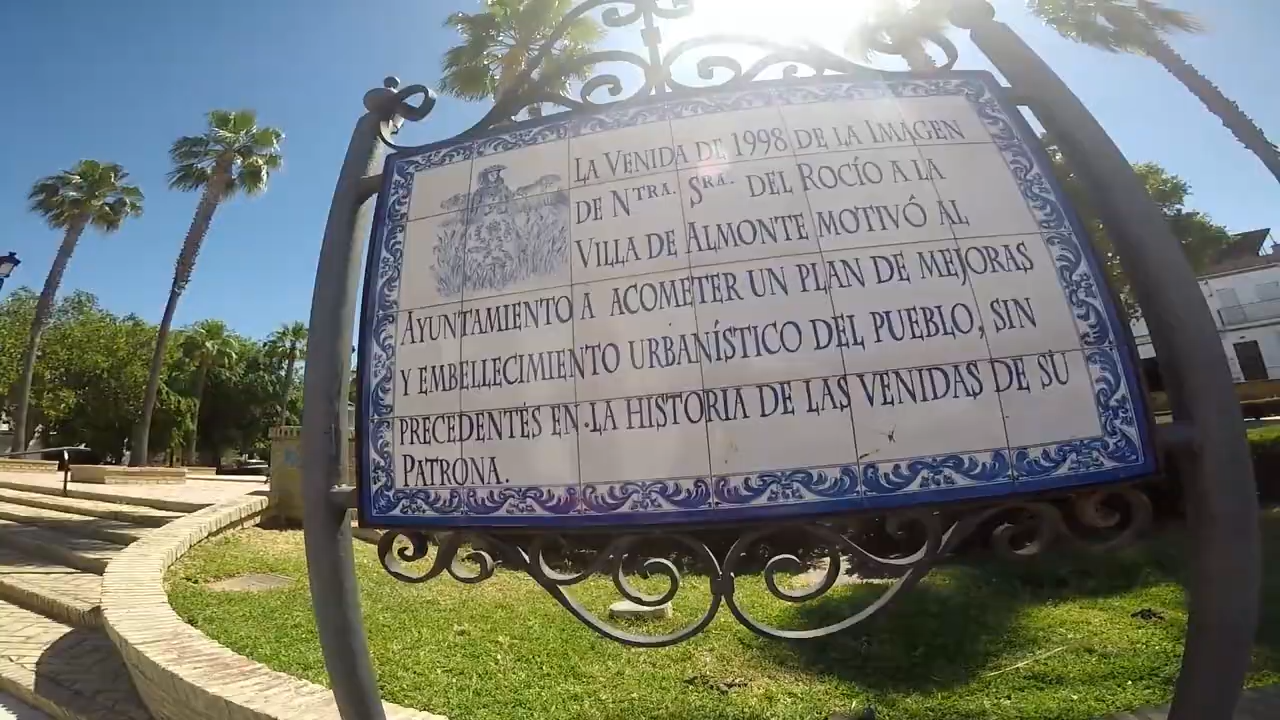 LA VENIDA DE 1998 DE LA IMAGEN
DE NTRA. SRA. DEL ROCÍO A LA
VILLA DE ALMONTE MOTIVÓ AL
AYUNTAMIENTO A ACOMETER UN PLAN DE MEJORAS
Y EMBELLECIMIENTO URBANÍSTICO DEL PUEBLO, SIN
PRECEDENTES EN LA HISTORIA DE LAS VENIDAS DE SU
PATRONA.